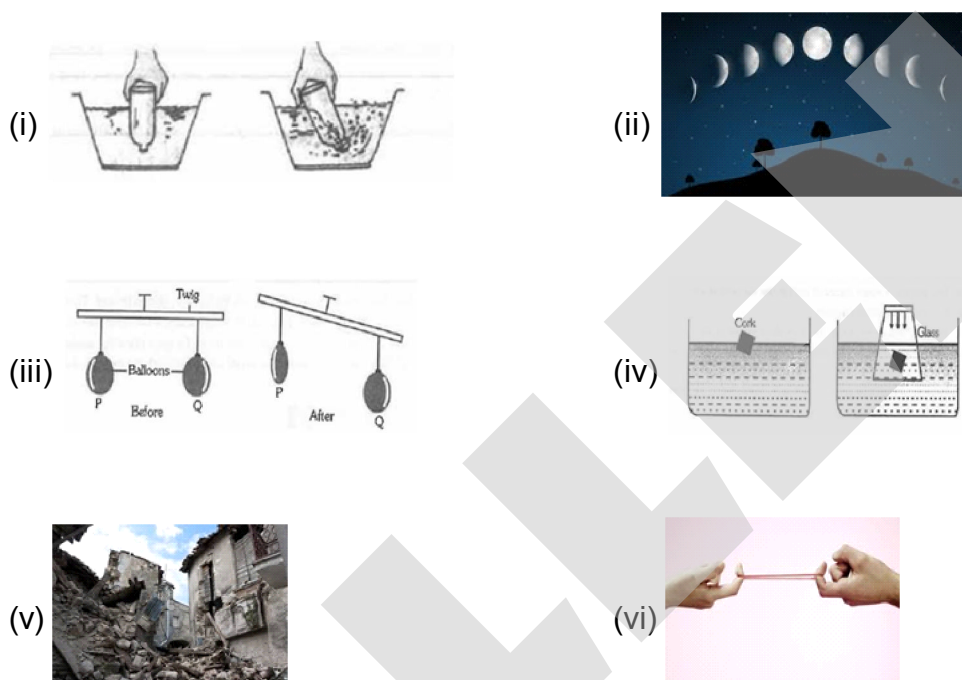 (i)
(ii)
(iii)
Twig
Balloons
P
Q
Before
P
After
Q
(iv)
Cork
Glass
(v)
(vi)